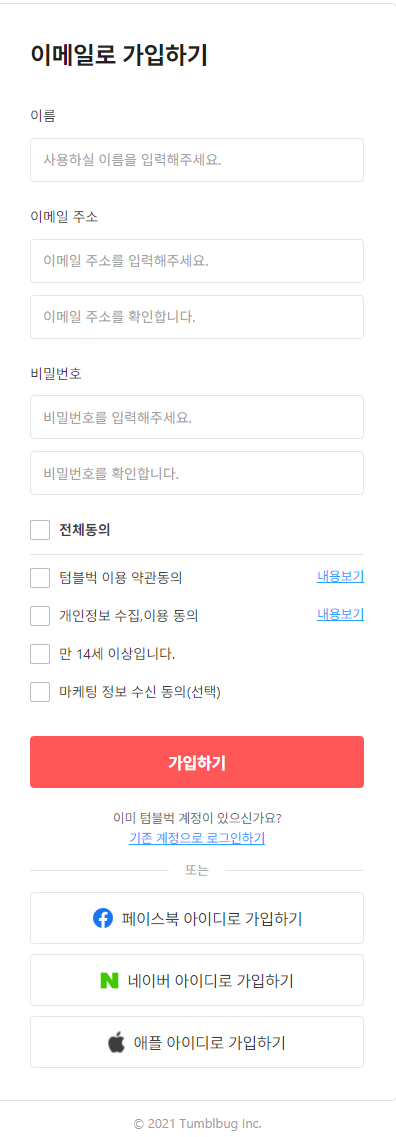 이메일로 가입하기
이름
사용하실 이름을 입력해주세요.
이메일 주소
이메일 주소를 입력해주세요.
이메일 주소를 확인합니다.
비밀번호
비밀번호를 입력해주세요.
비밀번호를 확인합니다.
전체동의
텀블벅 이용 약관동의 내용보기
개인정보 수집,이용 동의 내용보기
만 14세 이상입니다.
마케팅 정보 수신 동의(선택)
가입하기
이미 텀블벅 계정이 있으신가요?
기존 계정으로 로그인하기
또는
페이스북 아이디로 가입하기
네이버 아이디로 가입하기
애플 아이디로 가입하기
© 2021 Tumblbug Inc.